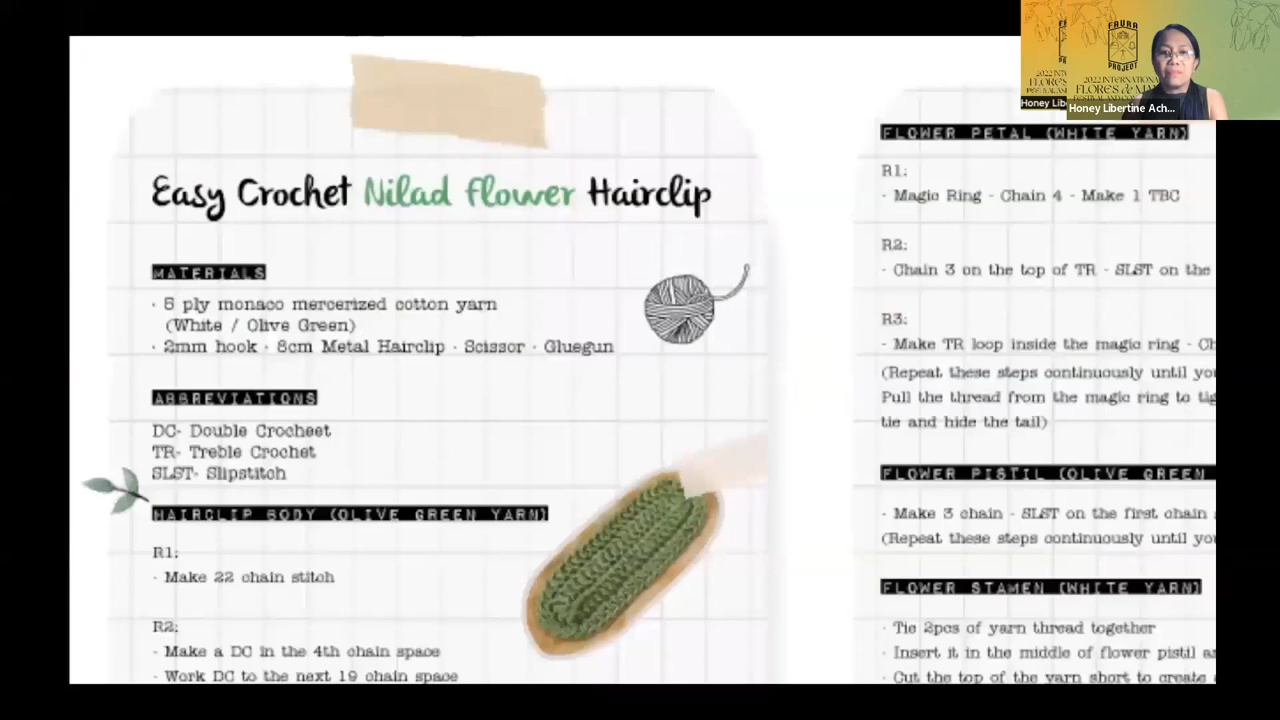 Easy Crochet Nilad Flower Hairclip
MATERIALS
· 5 ply monaco mercerized cotton yarn
(White / Olive Green)
· 2mm hook · 8cm Metal Hairclip · Scissor · Gluegun
ABBREVIATIONS
DC- Double Crocheet
TR- Treble Crochet
SLST- Slipstitch
HAIRCLIP BODY (OLIVE GREEN YARN)
R1:
· Make 22 chain stitch
R2:
· Make a DC in the 4th chain space
· Work DC to the next 19 chain space
FLOWER PETAL (WHITE YARN)
R1:
· Magic Ring - Chain 4 - Make 1 TBC
R2:
· Chain 3 on the top of TR - SLST on the
R3:
· Make TR loop inside the magic ring -
(Repeat these steps continuously until
Pull the thread from the magic ring to
tie and hide the tail)
FLOWER PISTIL (OLIVE GREEN
· Make 3 chain - SLST on the first chain
(Repeat these steps continuously until
FLOWER STAMEN (WHITE YARN)
· Tie 2pcs of yarn thread together
· Insert it in the middle of flower pistil
· Cut the top of the yarn short to create
FAURA
PROJECT
2022 INTERNATIONA
FLORES de MA
Honey Libertine Ach...